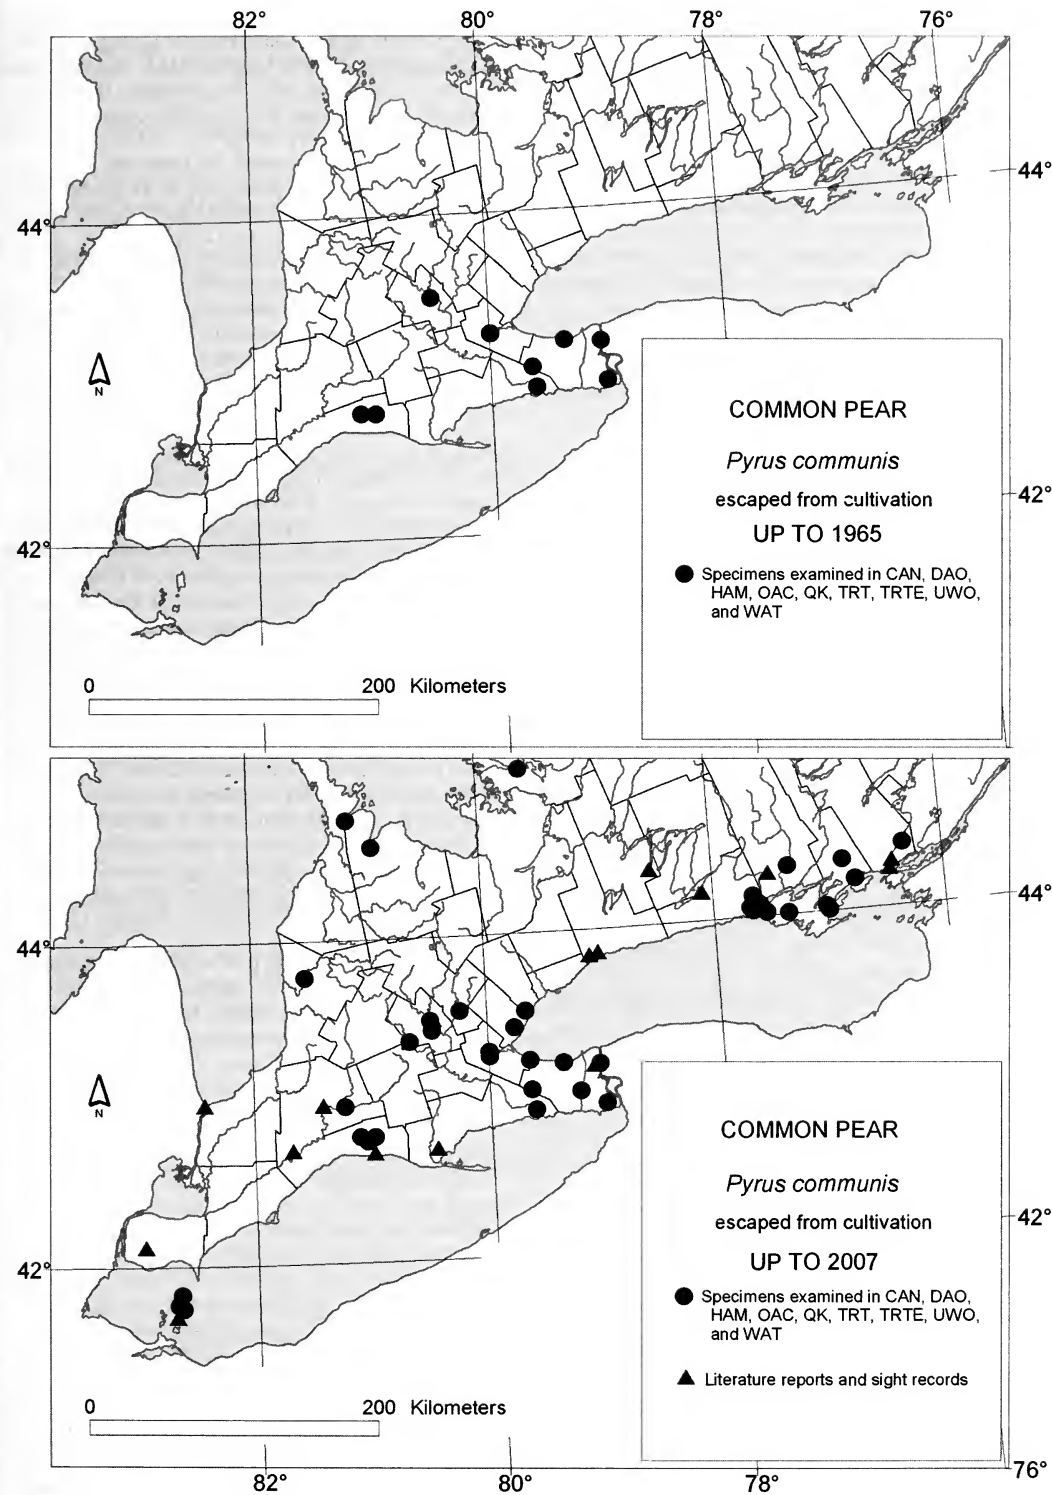 82° 80° 78° 76°
44°
44°
42°
42°
N
COMMON PEAR
Pyrus communis
escaped from cultivation
UP TO 1965
Specimens examined in CAN, DAO,
HAM, OAC, QK, TRT, TRTE, UWO,
and WAT
0 200 Kilometers
44°
44°
42°
42°
N
COMMON PEAR
Pyrus communis
escaped from cultivation
UP TO 2007
Specimens examined in CAN, DAO,
HAM, OAC, QK, TRT, TRTE, UWO,
and WAT
Literature reports and sight records
0 200 Kilometers
82° 80° 78° 76°